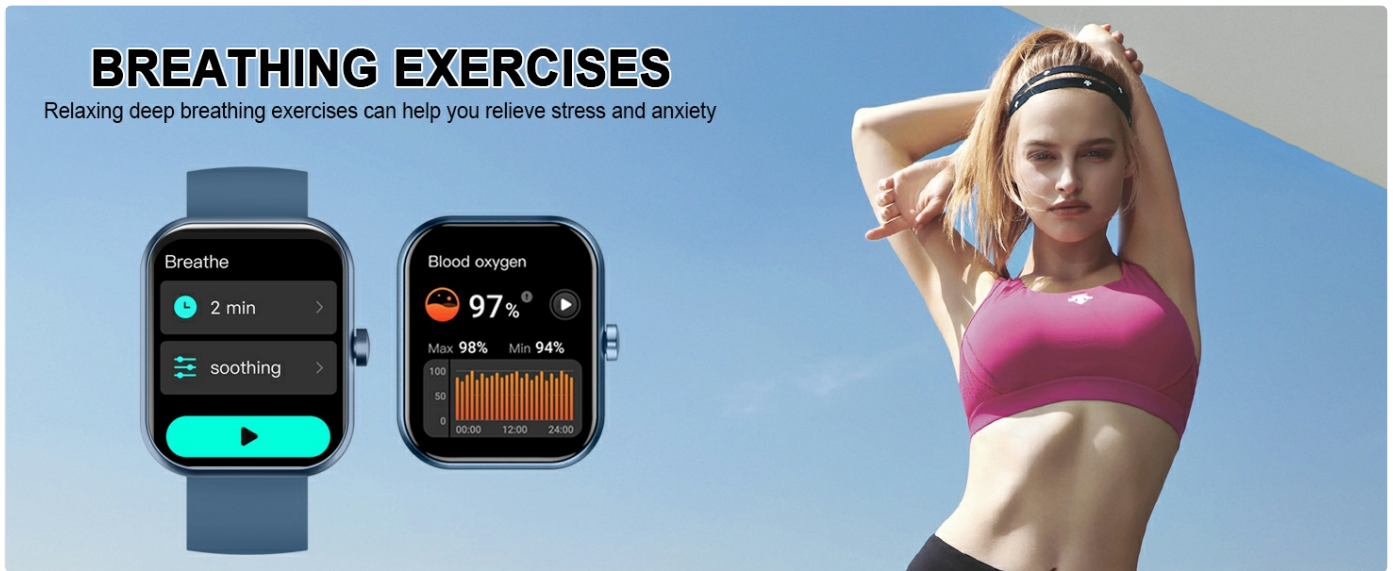 BREATHING EXERCISES
Relaxing deep breathing exercises can help you relieve stress and anxiety
Breathe
2 min
soothing
Blood oxygen
97%
Max 98% Min 94%
100
50
0
00:00 12:00 24:00